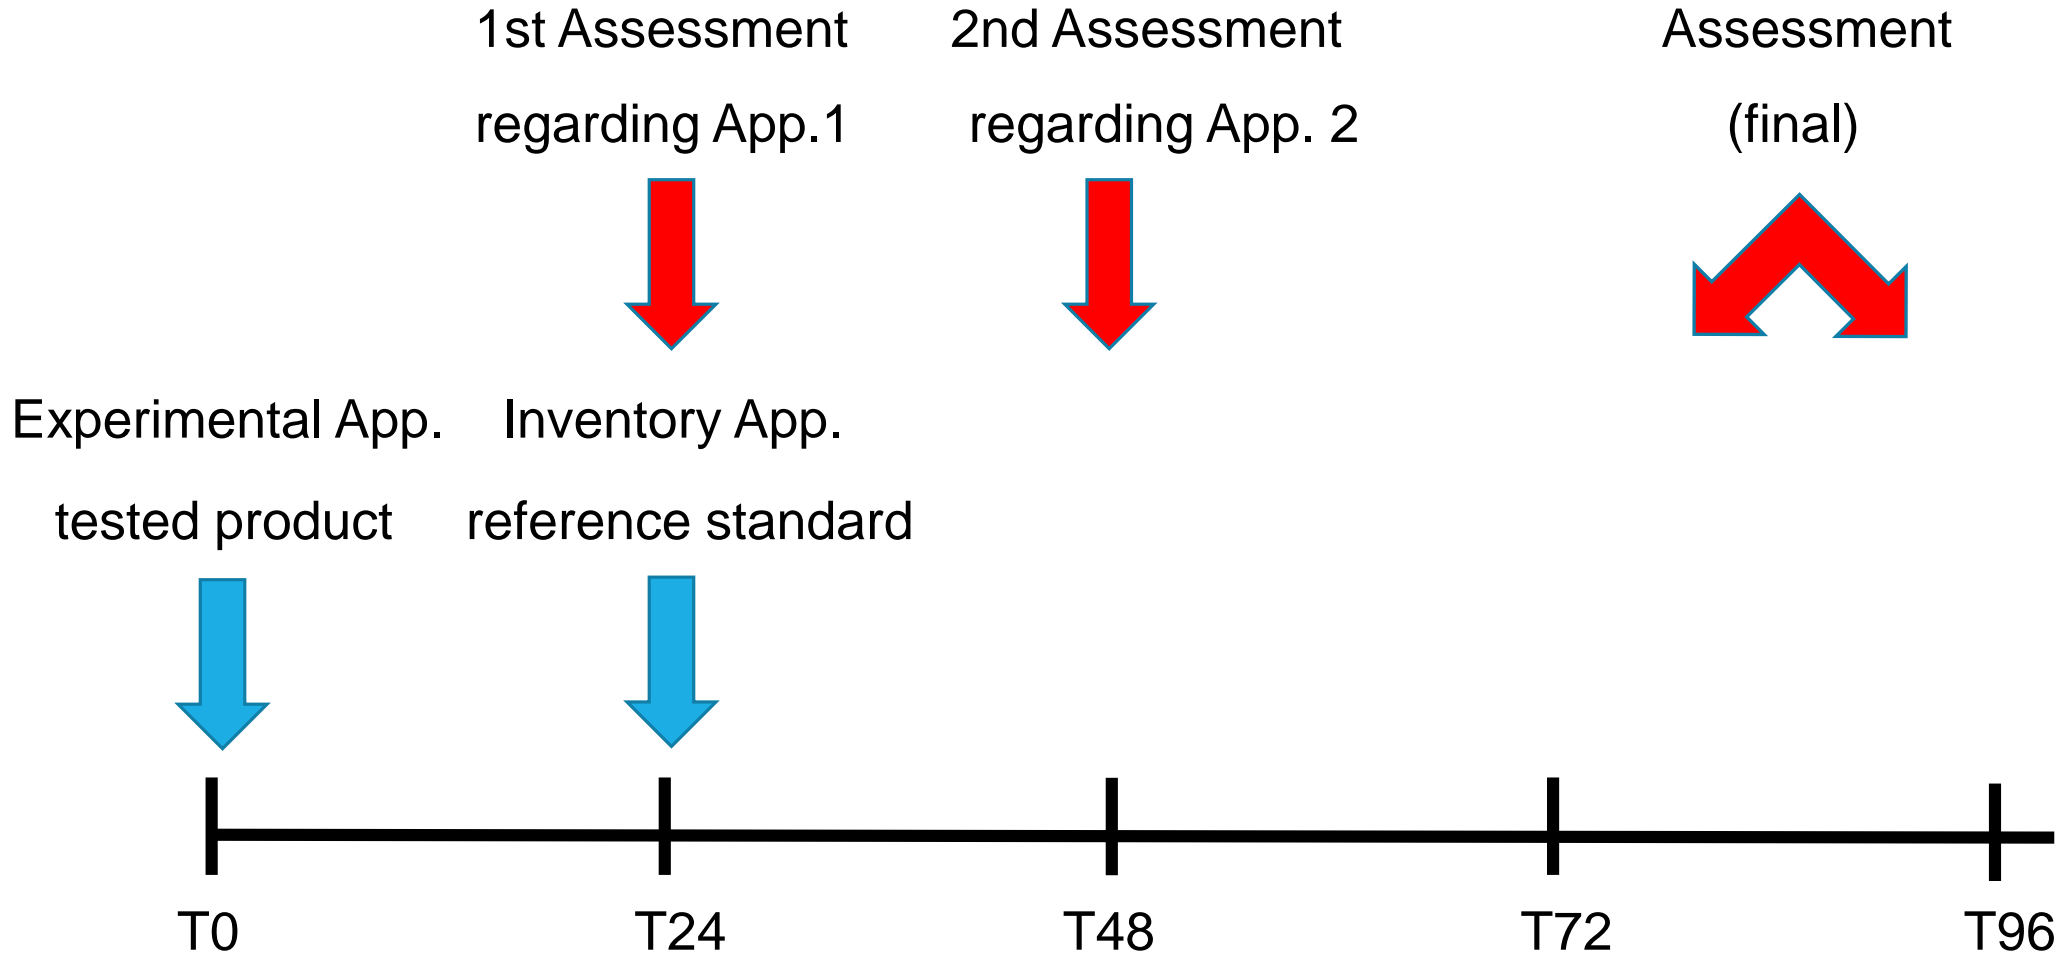 1st Assessment
regarding App.1
2nd Assessment
regarding App. 2
Assessment
(final)
Experimental App.
tested product
Inventory App.
reference standard
T0
T24
T48
T72
T96